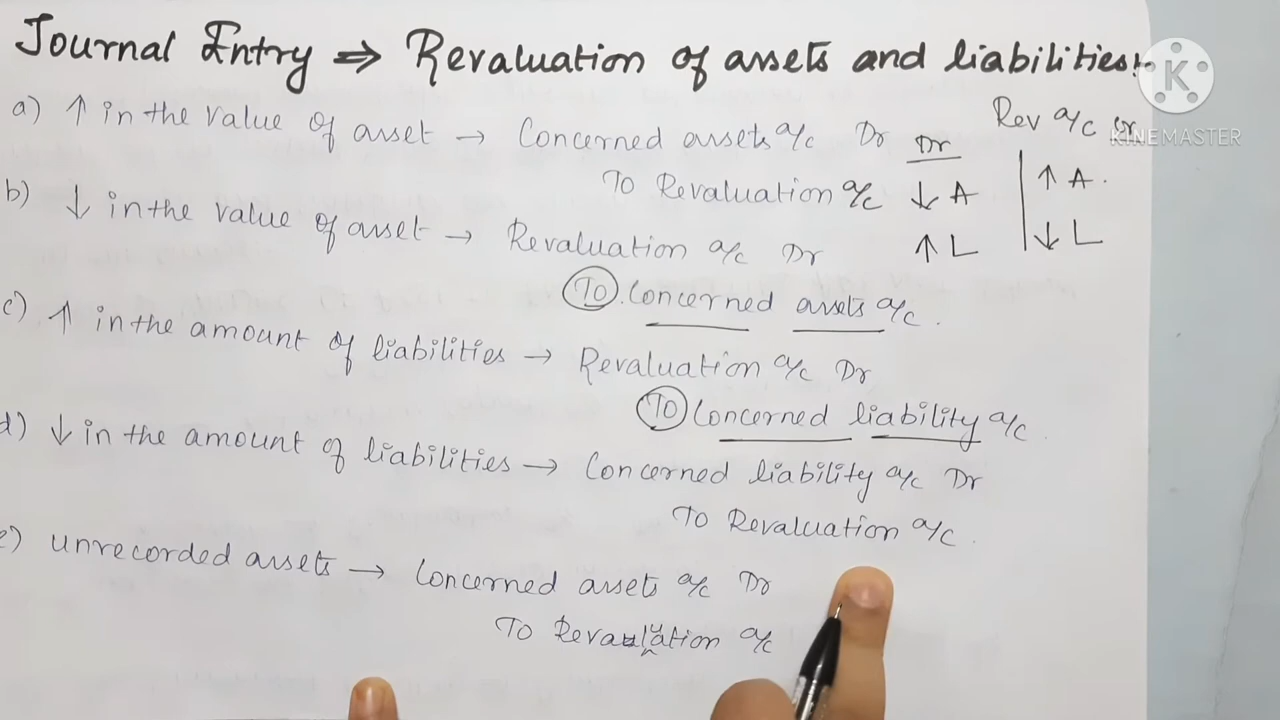 Journal Entry ⇒ Revaluation of assets and liabilities:-
a) ↑ in the value of asset → Concerned assets a/c Dr
To Revaluation a/c
b) ↓ in the value of asset → Revaluation a/c Dr
To Concerned assets a/c.
c) ↑ in the amount of liabilities → Revaluation a/c Dr
To Concerned liability a/c
d) ↓ in the amount of liabilities → Concerned liability a/c Dr
To Revaluation a/c.
e) unrecorded assets → Concerned assets a/c Dr
To Revaluation a/c
Rev a/c Cr
Dr
↓ A ↑ A.
↑ L ↓ L
K
KINEMASTER